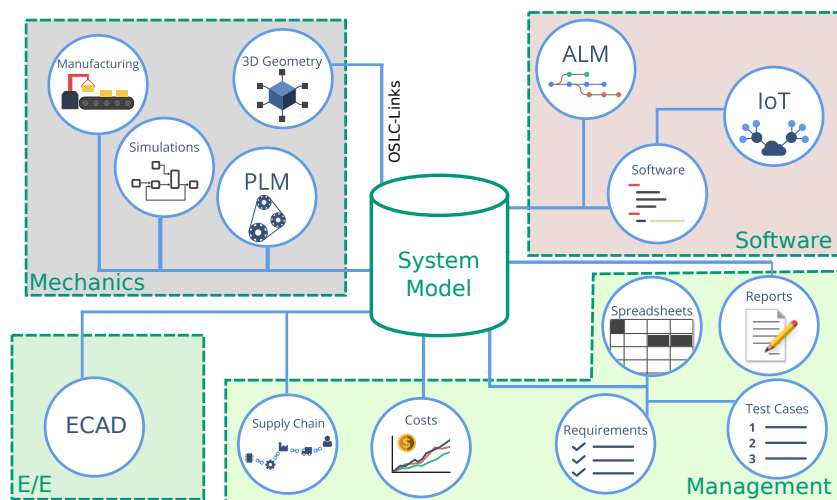 Manufacturing
3D Geometry
Simulations
PLM
Mechanics
OSLC-Links
ALM
IoT
Software
Software
System
Model
ECAD
E/E
Spreadsheets
Reports
Supply Chain
Costs
Requirements
Test Cases
1
2
3
$
Management